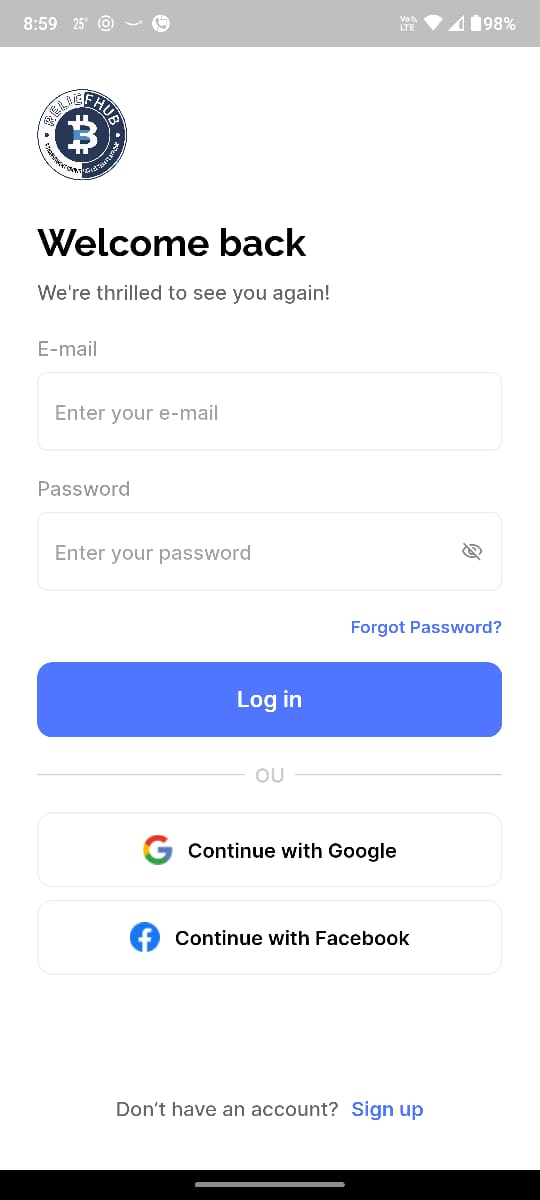 8:59 25° Vo) LTE 98%
BELIEFHUB
B
Welcome back
We're thrilled to see you again!
E-mail
Enter your e-mail
Password
Enter your password
Forgot Password?
Log in
OU
Continue with Google
Continue with Facebook
Don't have an account? Sign up